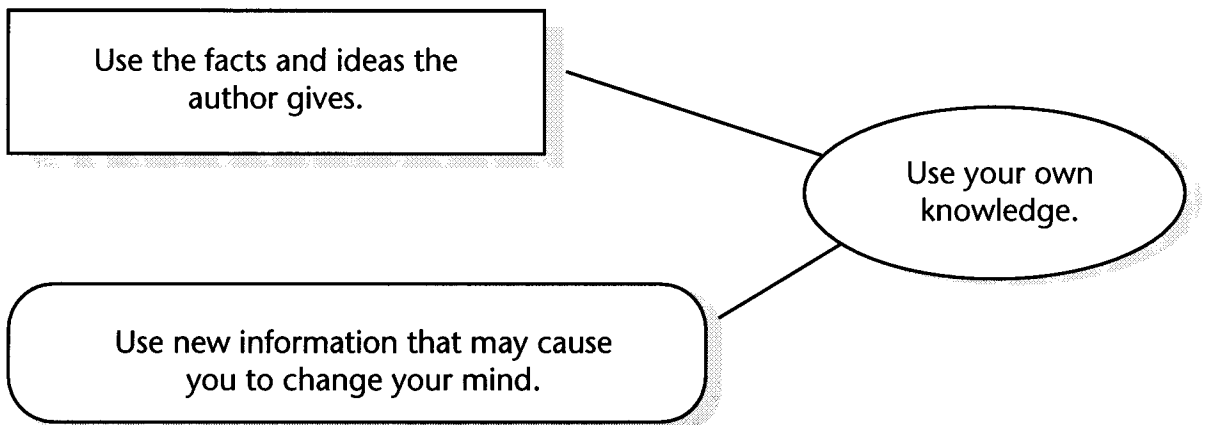 Use the facts and ideas the
author gives.
Use your own
knowledge.
Use new information that may cause
you to change your mind.